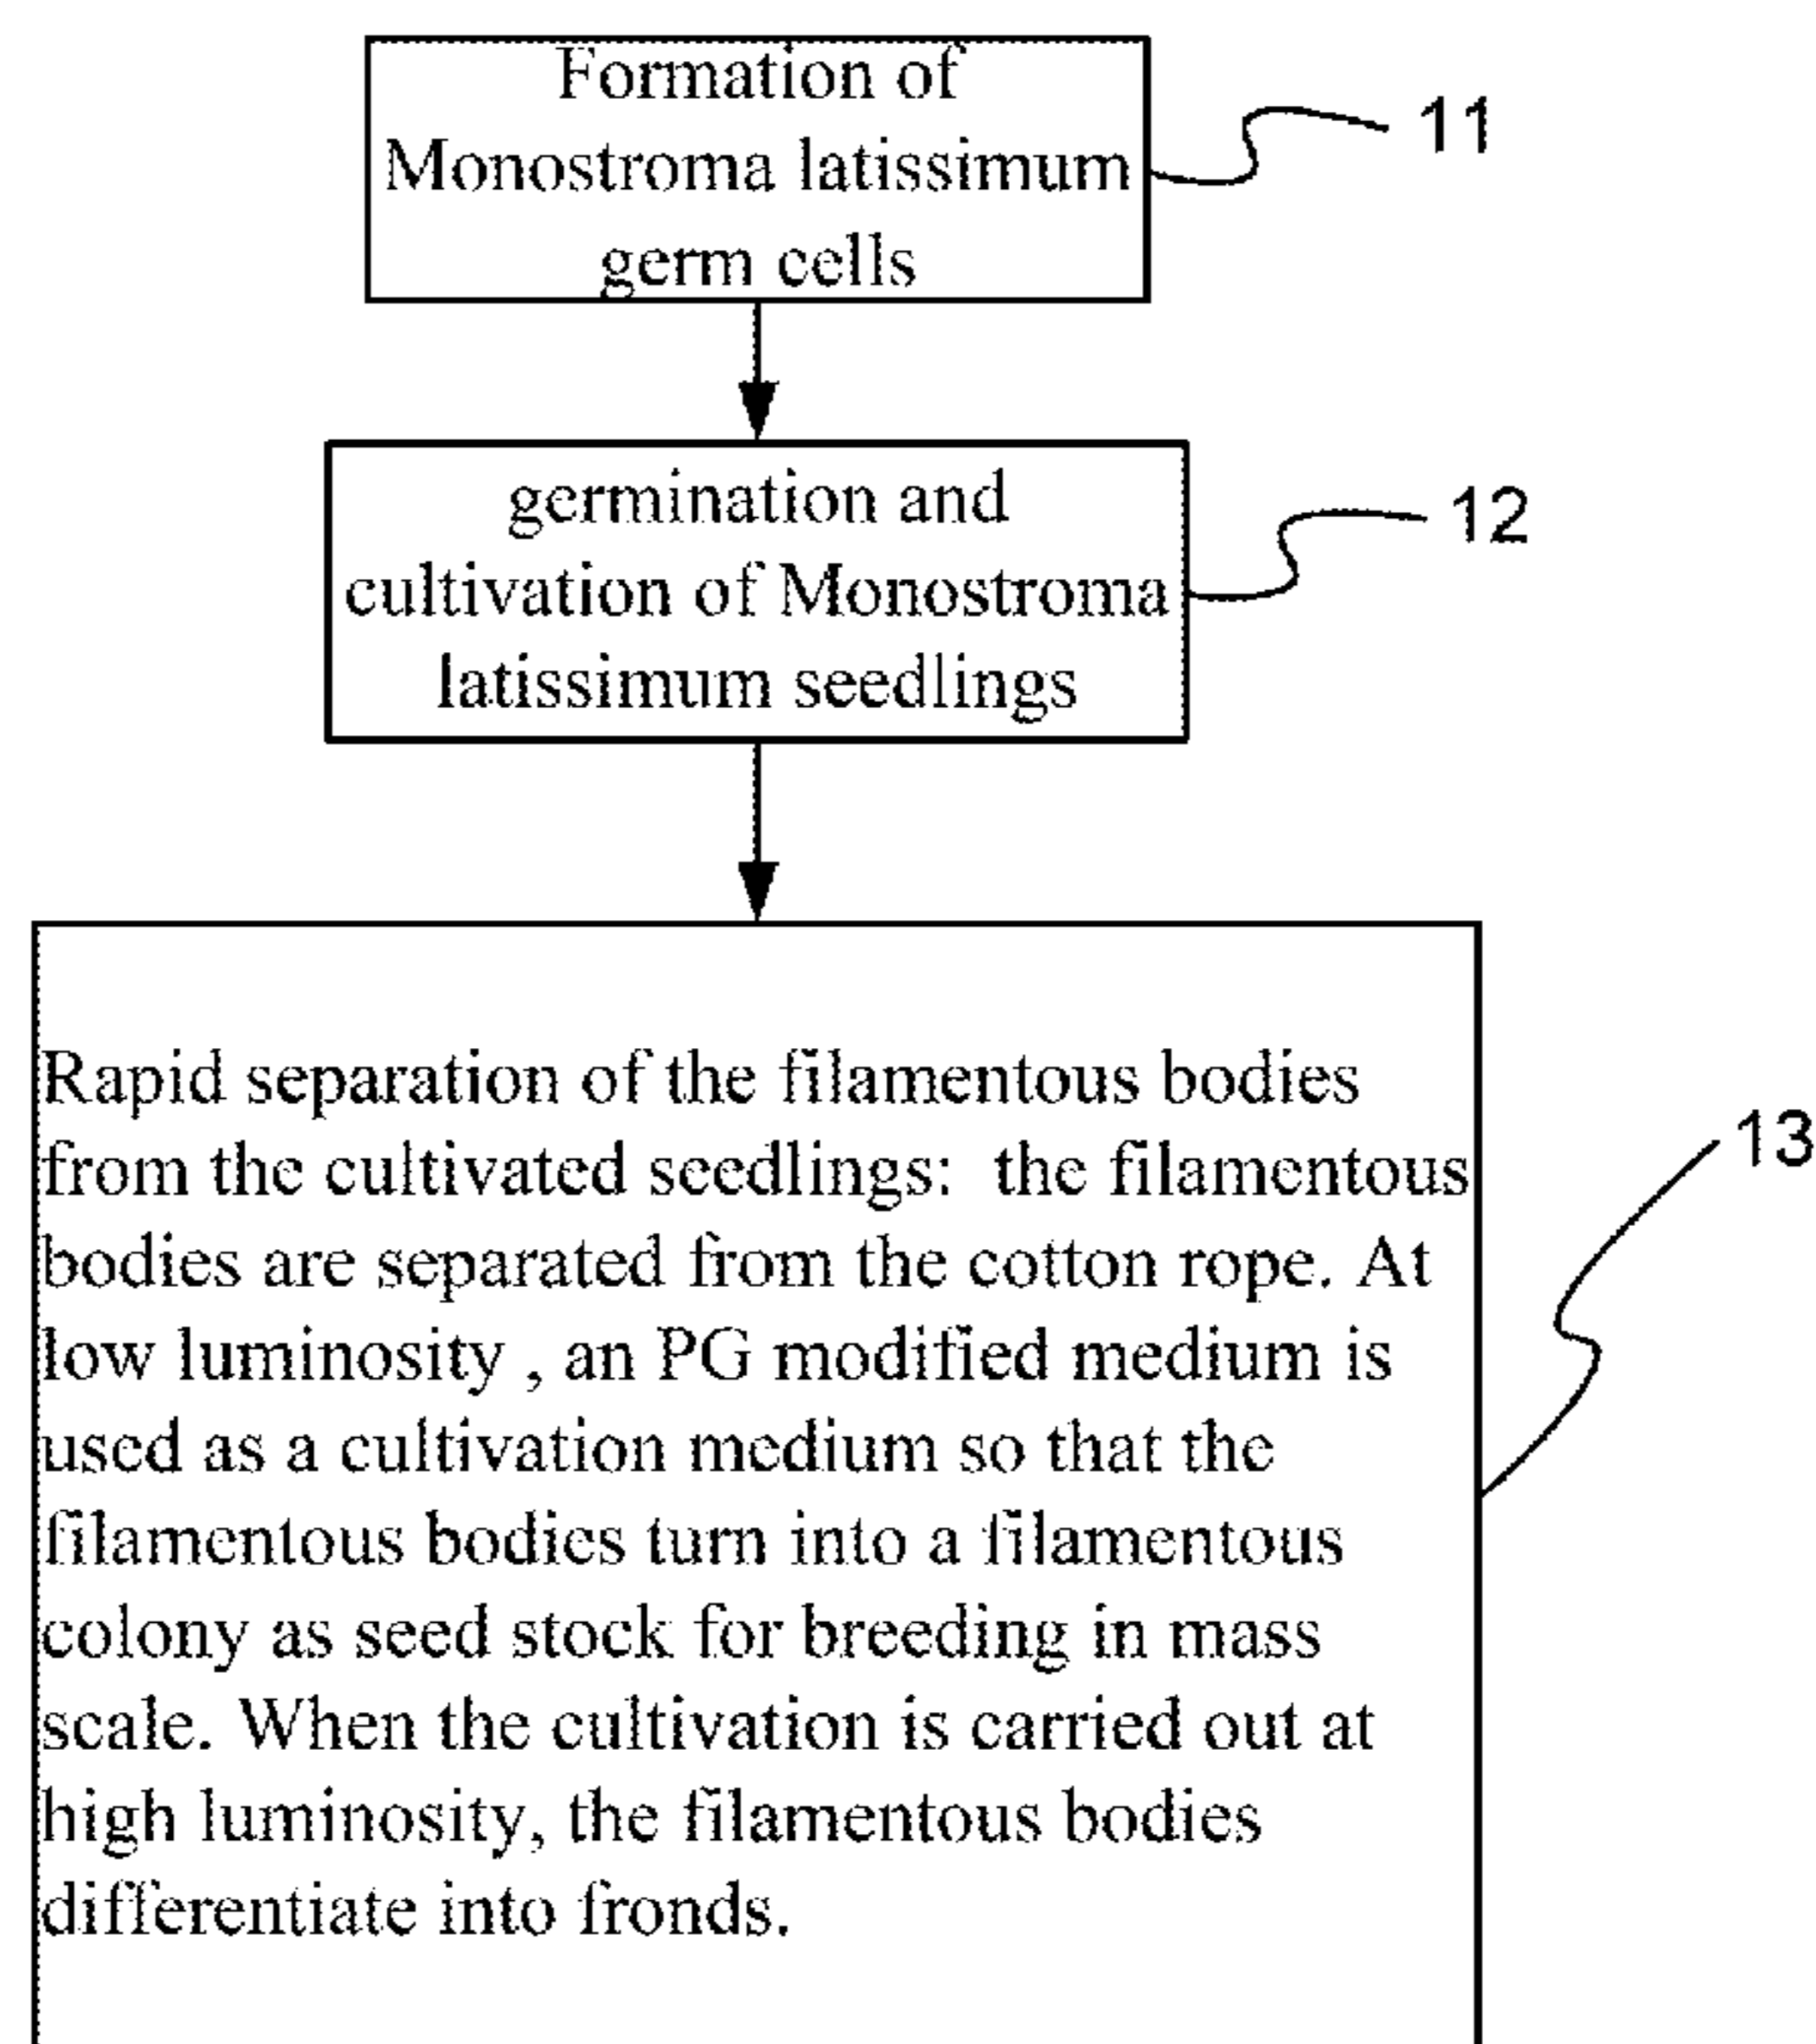 Formation of
Monostroma latissimum
germ cells
11
germination and
cultivation of Monostroma
latissimum seedlings
12
Rapid separation of the filamentous bodies
from the cultivated seedlings: the filamentous
bodies are separated from the cotton rope. At
low luminosity , an PG modified medium is
used as a cultivation medium so that the
filamentous bodies turn into a filamentous
colony as seed stock for breeding in mass
scale. When the cultivation is carried out at
high luminosity, the filamentous bodies
differentiate into fronds.
13